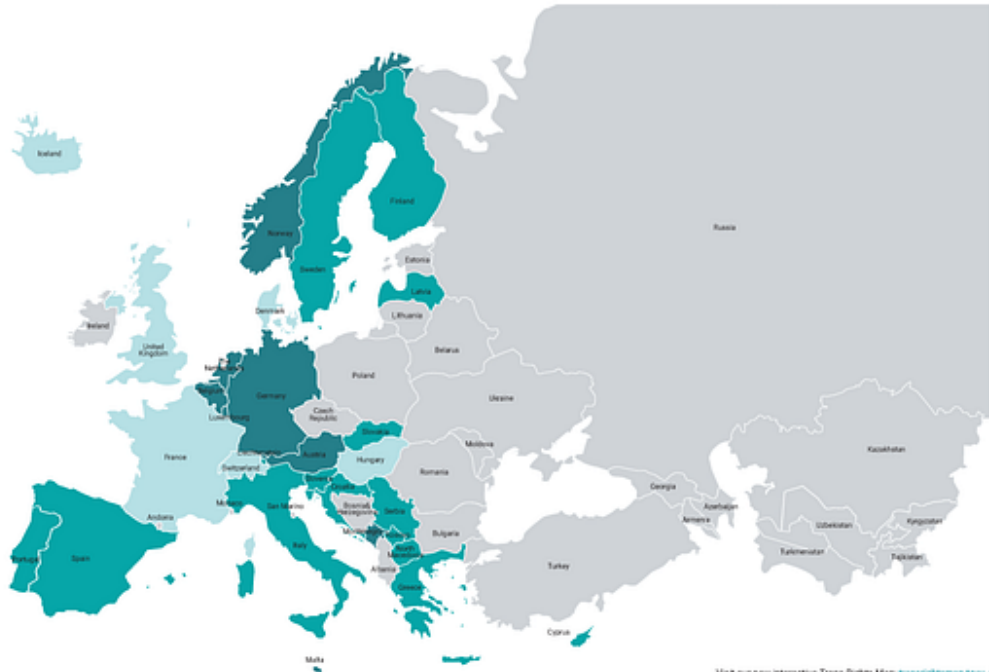 Iceland
Norway
Finland
Sweden
Russia
Estonia
Latvia
Denmark
Lithuania
Ireland
United
Kingdom
Belarus
Netherlands
Poland
Belgium
Germany
Ukraine
Luxembourg
Czech
Republic
Slovakia
Kazakhstan
Moldova
France
Austria
Hungary
Switzerland
Romania
Slovenia
Croatia
Georgia
Monaco
San Marino
Bosnia
Herzegovina
Serbia
Azerbaijan
Andorra
Armenia
Uzbekistan
Kyrgyzstan
Italy
Bulgaria
North
Macedonia
Turkmenistan
Tajikistan
Portugal
Spain
Albania
Turkey
Greece
Cyprus
Malta